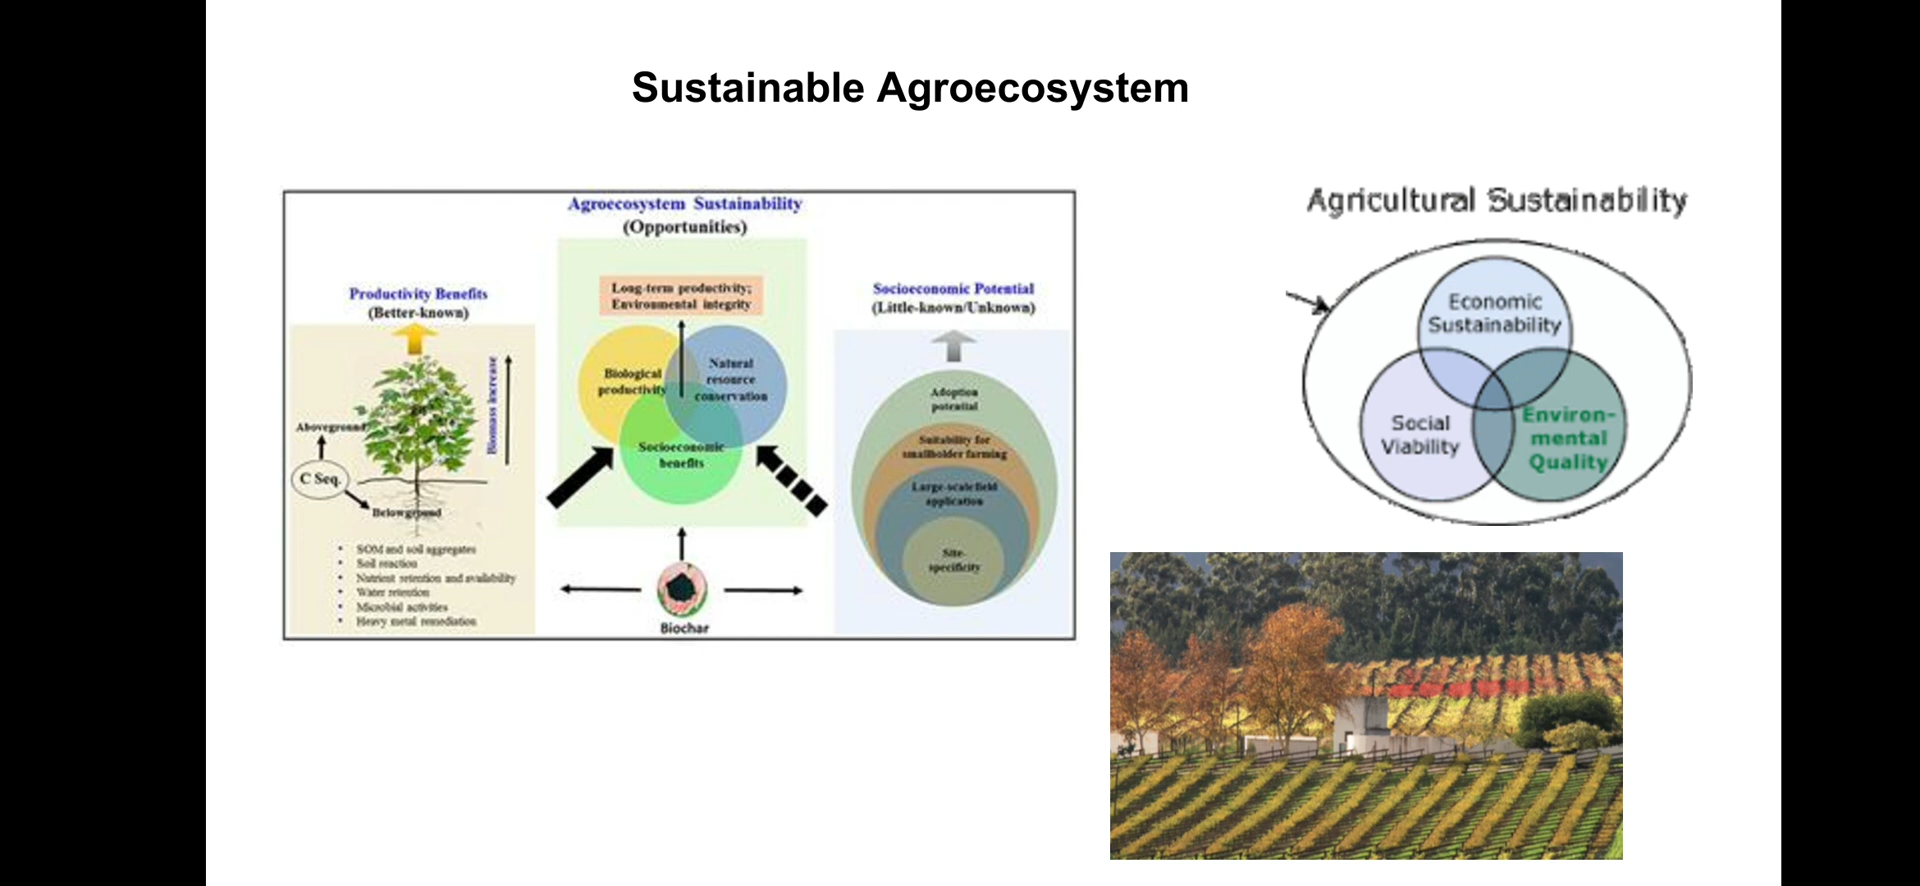 Sustainable Agroecosystem
Agroecosystem Sustainability
(Opportunities)
Productivity Benefits
(Better-known)
Aboveground
C Seq.
Belowground
Biomass increase
• SOM and soil aggregates
• Soil reaction
• Nutrient retention and availability
• Water retention
• Microbial activities
• Heavy metal remediation
Long-term productivity;
Environmental integrity
Biological
productivity
Natural
resource
conservation
Socioeconomic
benefits
Biochar
Socioeconomic Potential
(Little-known/Unknown)
Adoption
potential
Suitability for
smallholder farming
Large-scale field
application
Site-
specificity
Agricultural Sustainability
Economic
Sustainability
Social
Viability
Environ-
mental
Quality